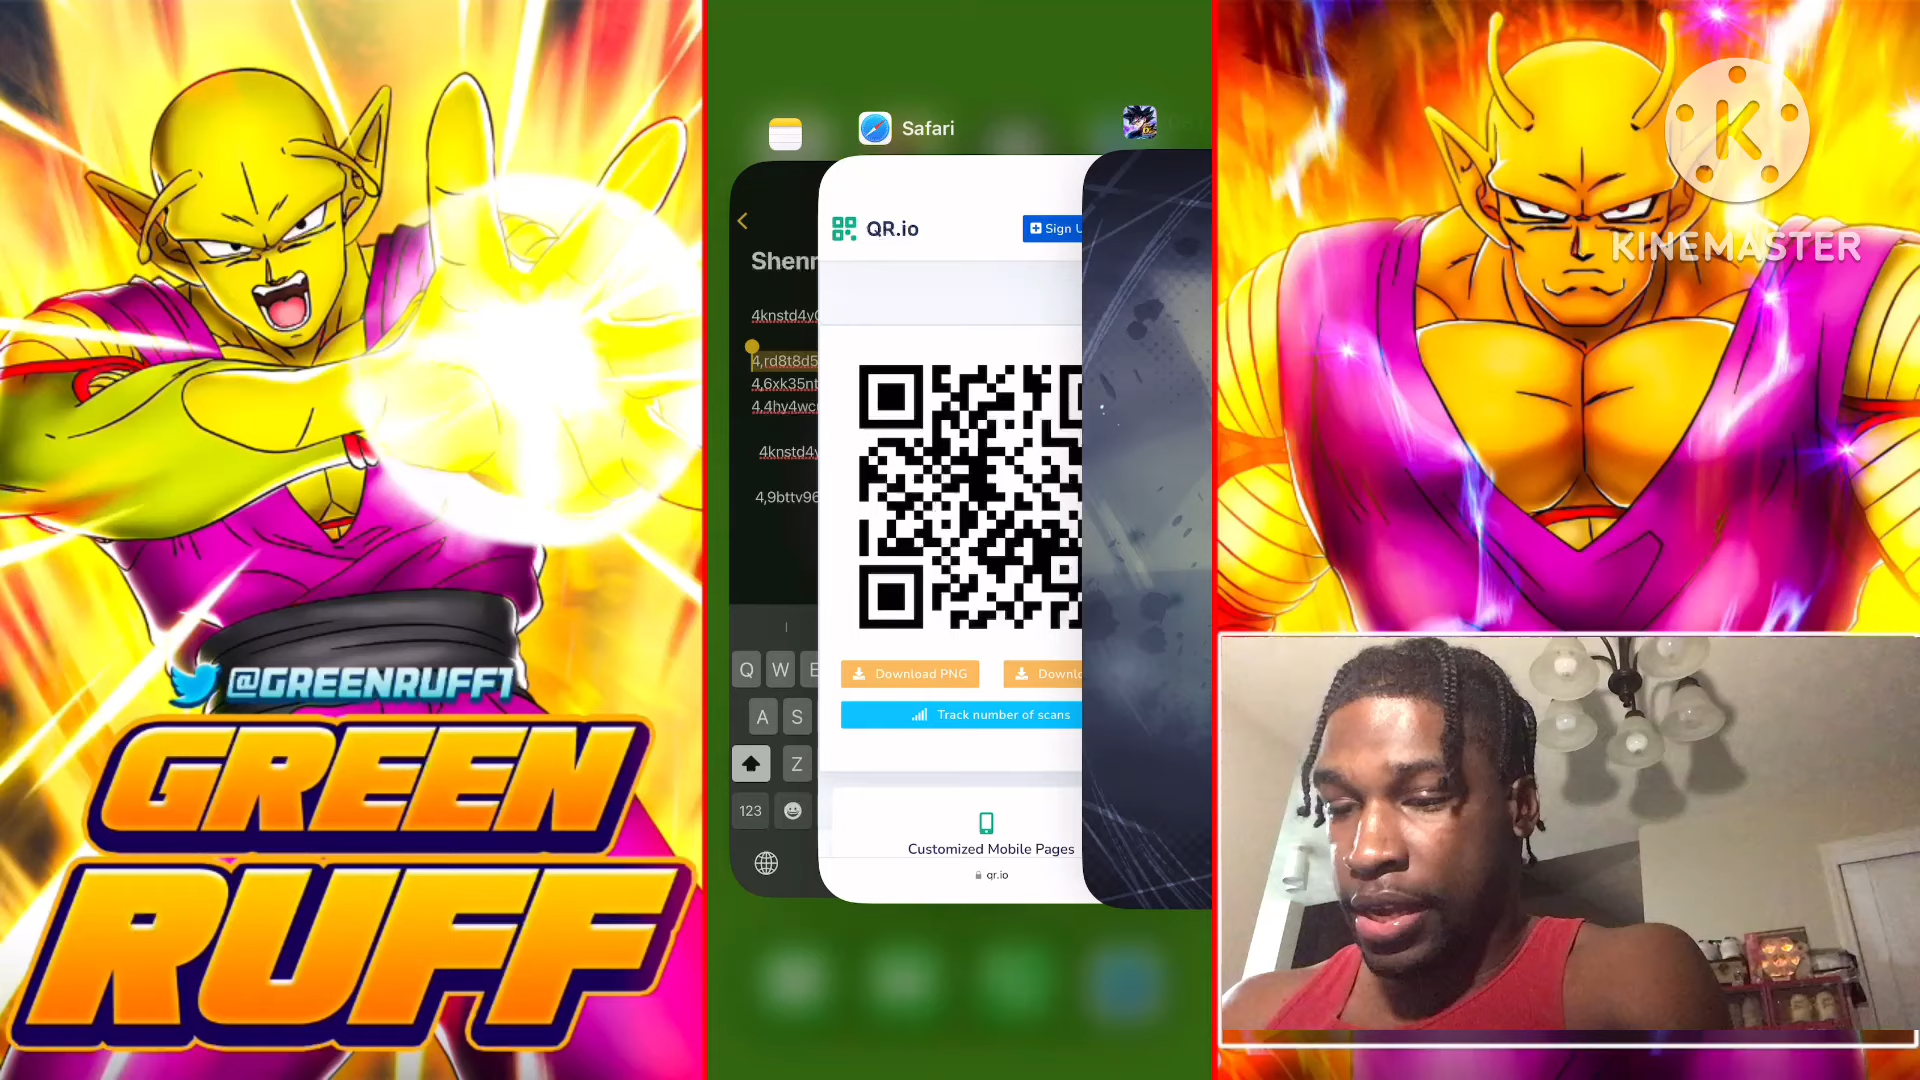 @GREENRUFF1
GREEN
RUFF
Safari
QR.io
Sign U
Shenr
4,rd8t8d5
4,6xk35nt
4,4hy4wc
4knstd4y
4,9bttv96
Q W E
A S
Z
123
Download PNG
Downlo
Track number of scans
Customized Mobile Pages
qr.io
K
KINEMASTER